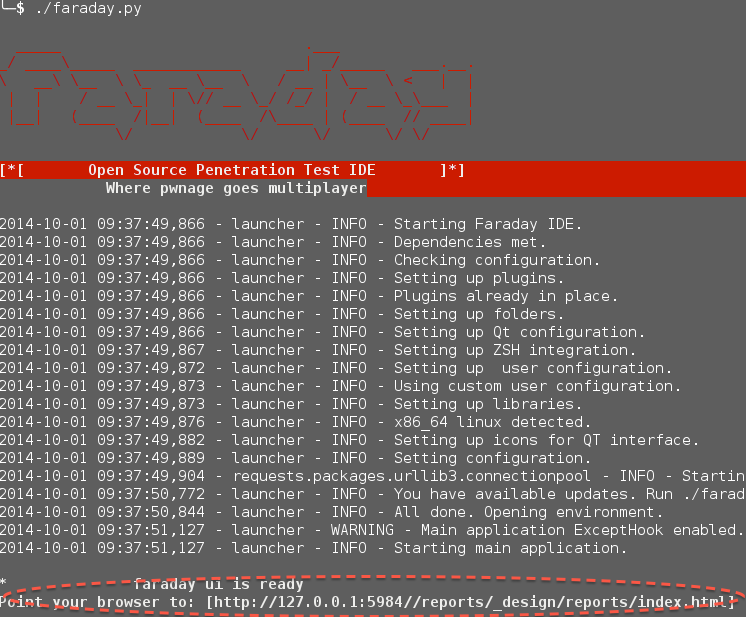 ╰─$ ./faraday.py
faraday
[*[ Open Source Penetration Test IDE ]*]
Where pwnage goes multiplayer
2014-10-01 09:37:49,866 - launcher - INFO - Starting Faraday IDE.
2014-10-01 09:37:49,866 - launcher - INFO - Dependencies met.
2014-10-01 09:37:49,866 - launcher - INFO - Checking configuration.
2014-10-01 09:37:49,866 - launcher - INFO - Setting up plugins.
2014-10-01 09:37:49,866 - launcher - INFO - Plugins already in place.
2014-10-01 09:37:49,866 - launcher - INFO - Setting up folders.
2014-10-01 09:37:49,866 - launcher - INFO - Setting up Qt configuration.
2014-10-01 09:37:49,867 - launcher - INFO - Setting up ZSH integration.
2014-10-01 09:37:49,872 - launcher - INFO - Setting up  user configuration.
2014-10-01 09:37:49,873 - launcher - INFO - Using custom user configuration.
2014-10-01 09:37:49,873 - launcher - INFO - Setting up libraries.
2014-10-01 09:37:49,876 - launcher - INFO - x86_64 linux detected.
2014-10-01 09:37:49,882 - launcher - INFO - Setting up icons for QT interface.
2014-10-01 09:37:49,889 - launcher - INFO - Setting configuration.
2014-10-01 09:37:49,904 - requests.packages.urllib3.connectionpool - INFO - Startin
2014-10-01 09:37:50,772 - launcher - INFO - You have available updates. Run ./farad
2014-10-01 09:37:50,844 - launcher - INFO - All done. Opening environment.
2014-10-01 09:37:51,127 - launcher - WARNING - Main application ExceptHook enabled.
2014-10-01 09:37:51,127 - launcher - INFO - Starting main application.
* faraday ui is ready
Point your browser to: [http://127.0.0.1:5984//reports/_design/reports/index.html]